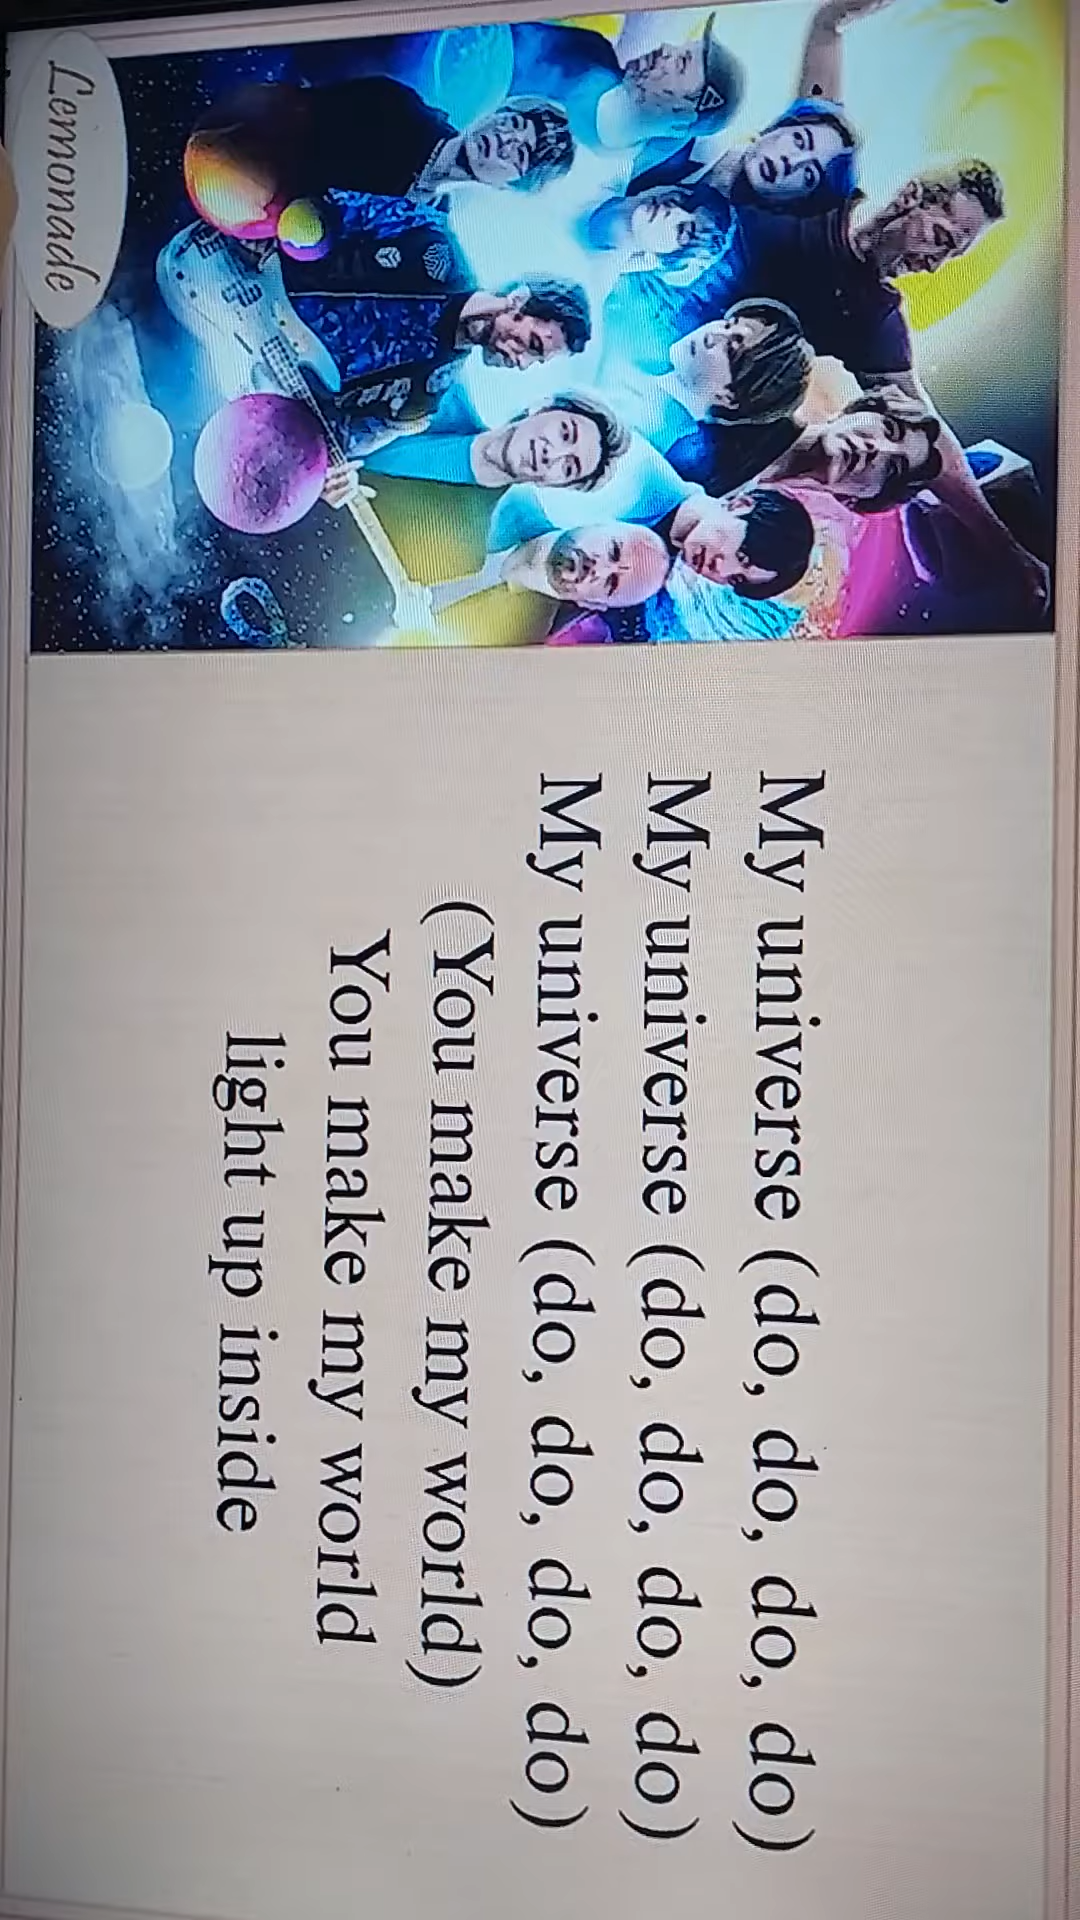 Lemonade
My universe (do, do, do, do)
My universe (do, do, do, do)
My universe (do, do, do, do)
(You make my world)
You make my world
light up inside